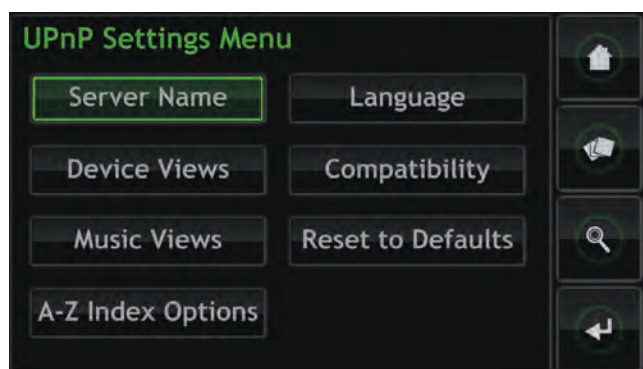 UPnP Settings Menu
Server Name
Language
Device Views
Compatibility
Music Views
Reset to Defaults
A-Z Index Options